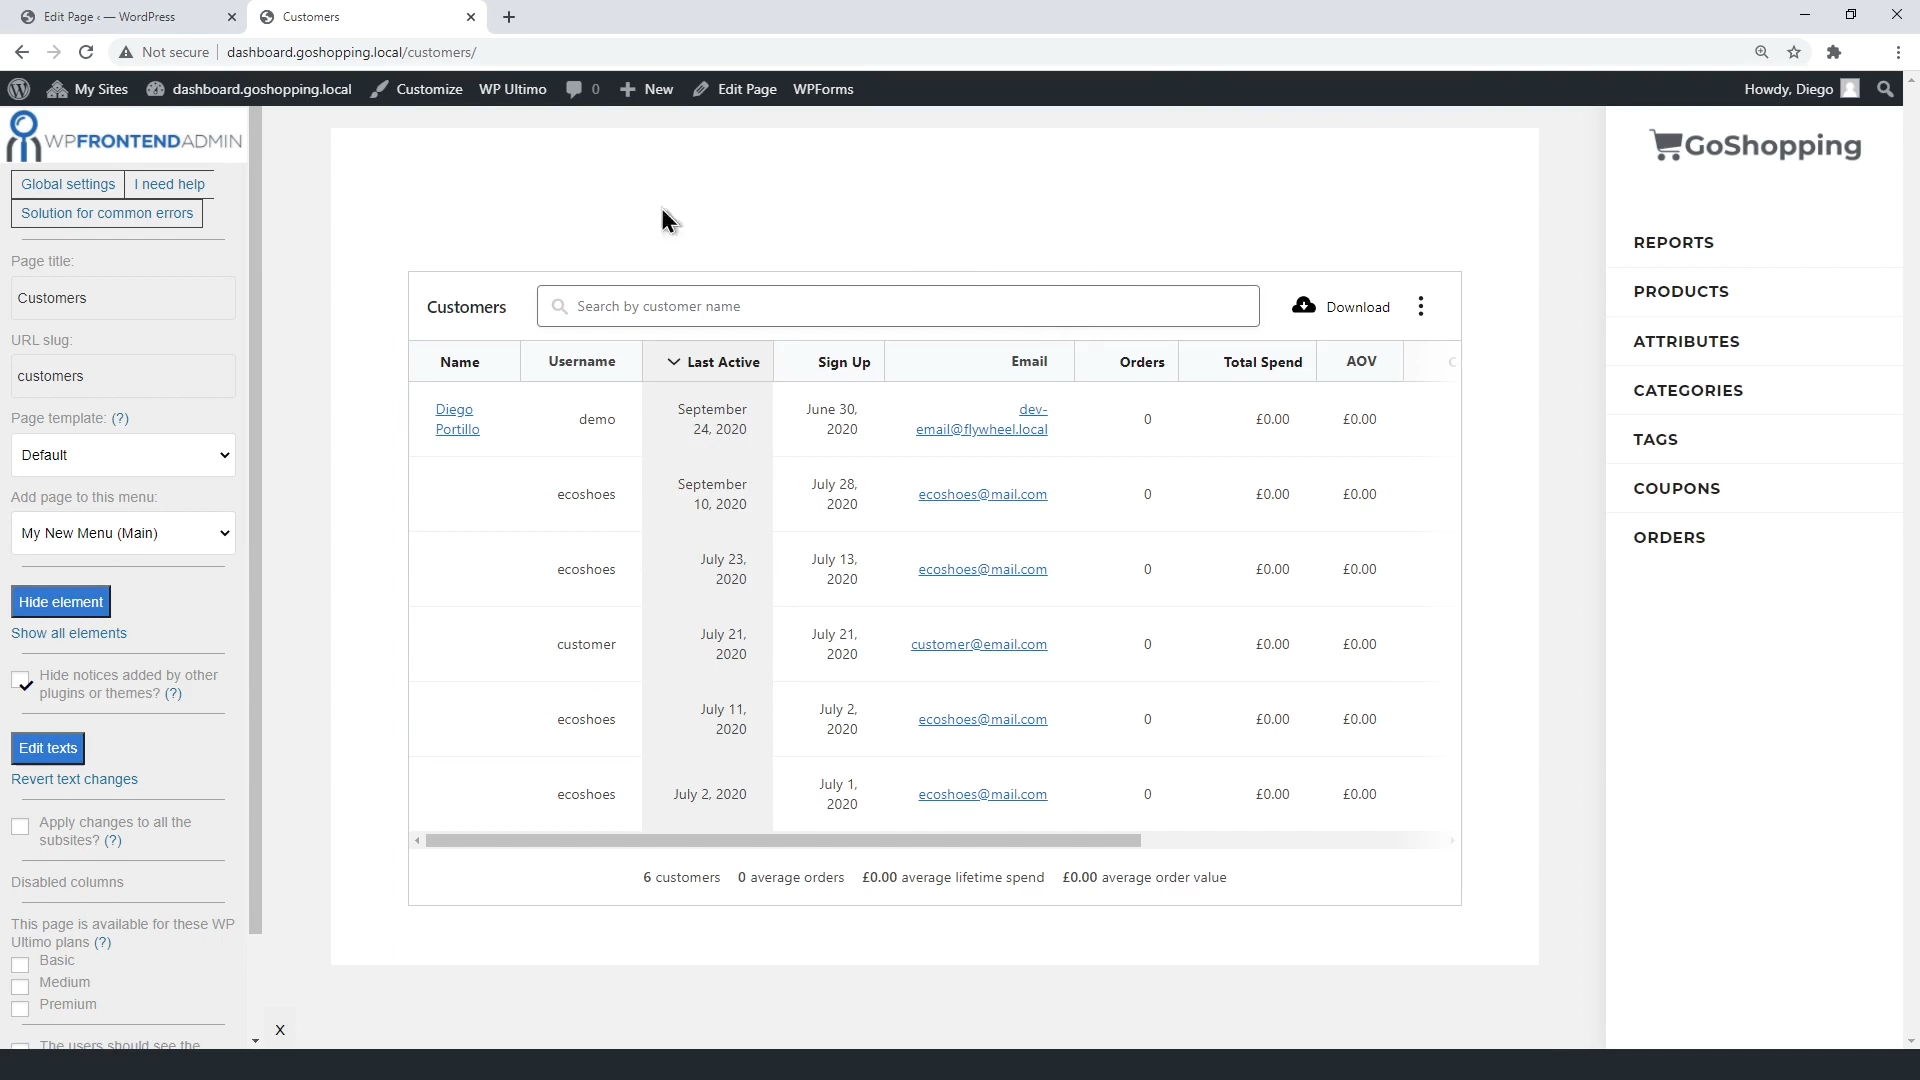 Edit Page ‹ — WordPress
Customers
Not secure
dashboard.goshopping.local/customers/
My Sites
dashboard.goshopping.local
Customize
WP Ultimo
0
New
Edit Page
WPForms
Howdy, Diego
WPFRONTENDADMIN
Global settings
I need help
Solution for common errors
Page title:
Customers
URL slug:
customers
Page template: (?)
Default
Add page to this menu:
My New Menu (Main)
Hide element
Show all elements
Hide notices added by other
plugins or themes? (?)
Edit texts
Revert text changes
Apply changes to all the
subsites? (?)
Disabled columns
This page is available for these WP
Ultimo plans (?)
Basic
Medium
Premium
The users should see the
X
Customers
Search by customer name
Download
Name Username Last Active Sign Up Email Orders Total Spend AOV C
Diego
Portillo
demo
September
24, 2020
June 30,
2020
dev-
email@flywheel.local
0
£0.00
£0.00
ecoshoes
September
10, 2020
July 28,
2020
ecoshoes@mail.com
0
£0.00
£0.00
ecoshoes
July 23,
2020
July 13,
2020
ecoshoes@mail.com
0
£0.00
£0.00
customer
July 21,
2020
July 21,
2020
customer@email.com
0
£0.00
£0.00
ecoshoes
July 11,
2020
July 2,
2020
ecoshoes@mail.com
0
£0.00
£0.00
ecoshoes
July 2, 2020
July 1,
2020
ecoshoes@mail.com
0
£0.00
£0.00
6 customers 0 average orders £0.00 average lifetime spend £0.00 average order value
GoShopping
REPORTS
PRODUCTS
ATTRIBUTES
CATEGORIES
TAGS
COUPONS
ORDERS